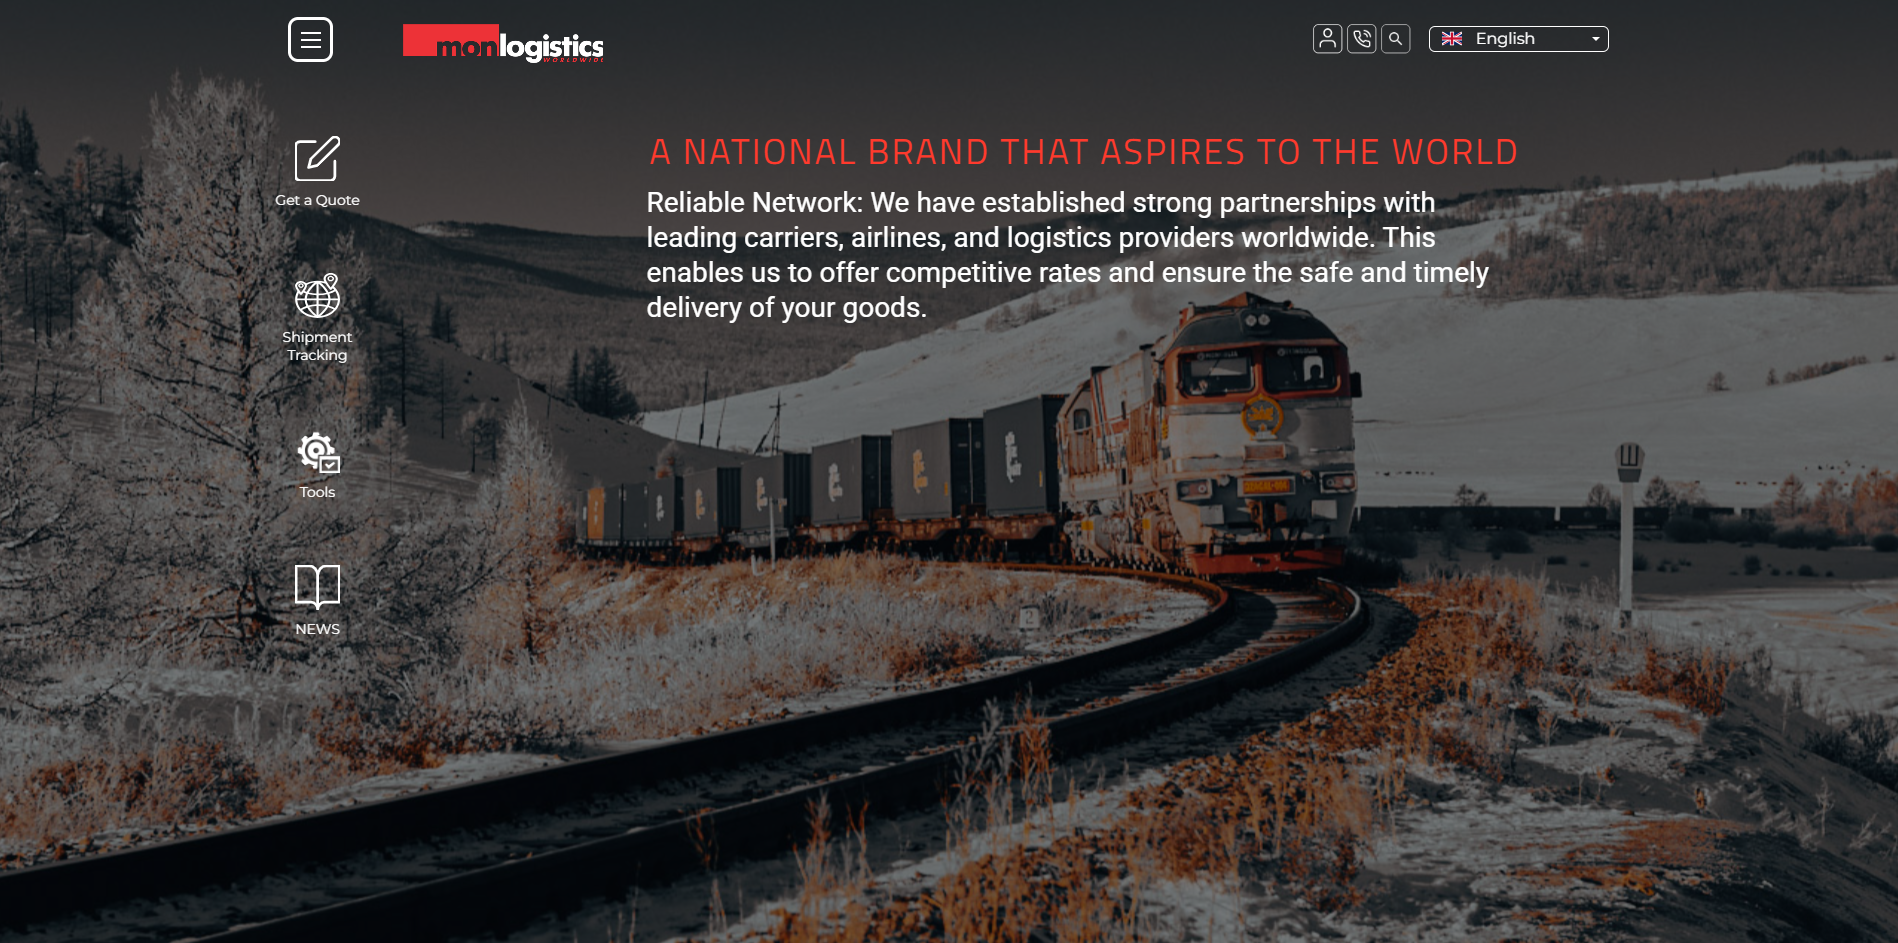 monlogistics
WORLDWIDE
English
Get a Quote
Shipment
Tracking
Tools
NEWS
A NATIONAL BRAND THAT ASPIRES TO THE WORLD
Reliable Network: We have established strong partnerships with
leading carriers, airlines, and logistics providers worldwide. This
enables us to offer competitive rates and ensure the safe and timely
delivery of your goods.
2